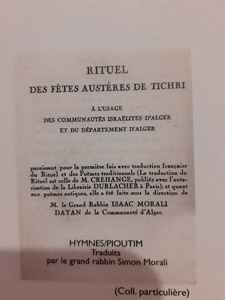 RITUEL
DES FÊTES AUSTÈRES DE TICHRI
À L'USAGE
DES COMMUNAUTÉS ISRAÉLITES D'ALGER
ET DU DÉPARTEMENT D'ALGER
paraissant pour la première fois avec traduction française
du Rituel et des Poèmes traditionnels (La traduction du
Rituel est celle de M. CREHANGE, publiée avec l'auto-
risation de la Librairie DURLACHER à Paris); et quant
aux poèmes antiques, elle a été faite sous la direction de
M. le Grand Rabbin ISAAC MORALI
DAYAN de la Communauté d'Alger.
HYMNES/PIOUTIM
Traduits
par le grand rabbin Simon Morali
(Coll. particulière)